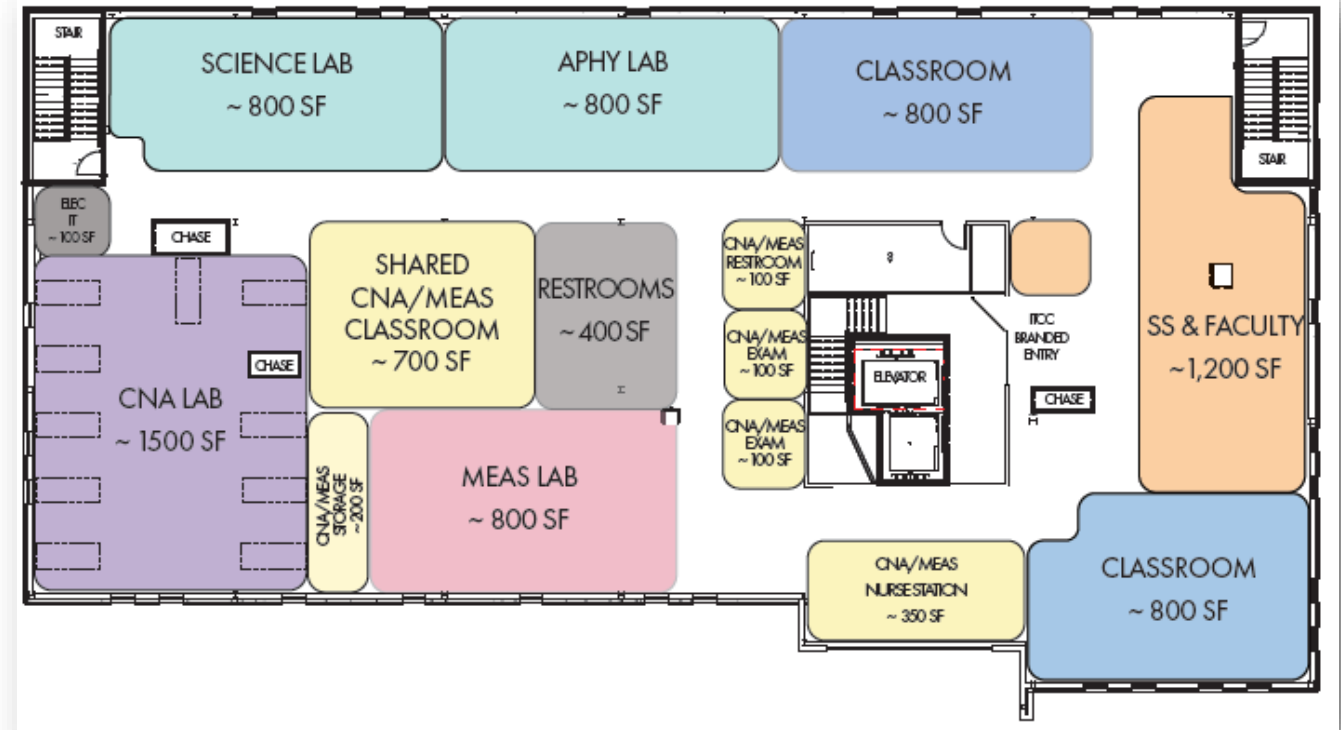 STAIR
SCIENCE LAB
~ 800 SF
APHY LAB
~ 800 SF
CLASSROOM
~ 800 SF
STAIR
ELEC
IT
~ 100 SF
CHASE
SHARED
CNA/MEAS
CLASSROOM
~ 700 SF
RESTROOMS
~ 400 SF
CNA/MEAS
RESTROOM
~ 100 SF
CNA/MEAS
EXAM
~ 100 SF
CNA/MEAS
EXAM
~ 100 SF
ELEVATOR
ITCC
BRANDED
ENTRY
CHASE
SS & FACULTY
~1,200 SF
CHASE
CNA LAB
~ 1500 SF
CNA/MEAS
STORAGE
~ 200 SF
MEAS LAB
~ 800 SF
CNA/MEAS
NURSE STATION
~ 350 SF
CLASSROOM
~ 800 SF